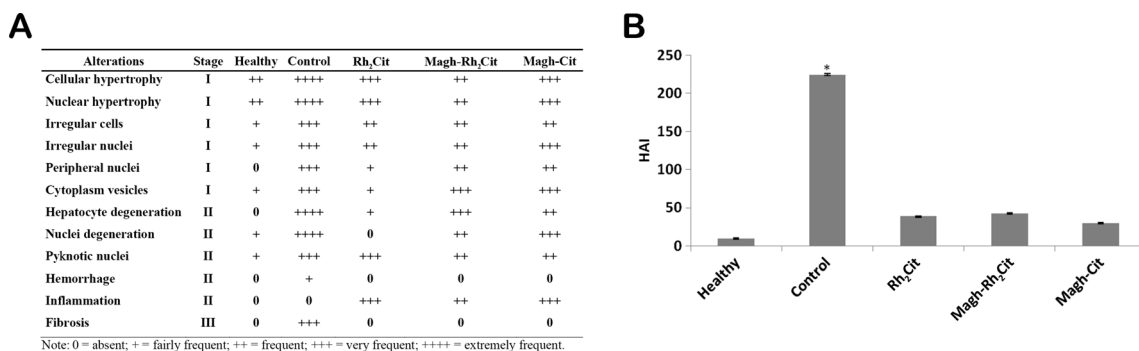 A
Alterations Stage Healthy Control Rh₂Cit Magh-Rh₂Cit Magh-Cit
Cellular hypertrophy I ++ ++++ +++ ++ +++
Nuclear hypertrophy I ++ ++++ +++ ++ +++
Irregular cells I + +++ ++ ++ ++
Irregular nuclei I + +++ ++ ++ +++
Peripheral nuclei I 0 +++ + ++ ++
Cytoplasm vesicles I + +++ + +++ +++
Hepatocyte degeneration II 0 ++++ + +++ ++
Nuclei degeneration II + ++++ 0 ++ +++
Pyknotic nuclei II + +++ +++ ++ ++
Hemorrhage II 0 + 0 0 0
Inflammation II 0 0 +++ ++ +++
Fibrosis III 0 +++ 0 0 0
Note: 0 = absent; + = fairly frequent; ++ = frequent; +++ = very frequent; ++++ = extremely frequent.
B
HAI
250
200
150
100
50
0
*
Healthy
Control
Rh₂Cit
Magh-Rh₂Cit
Magh-Cit